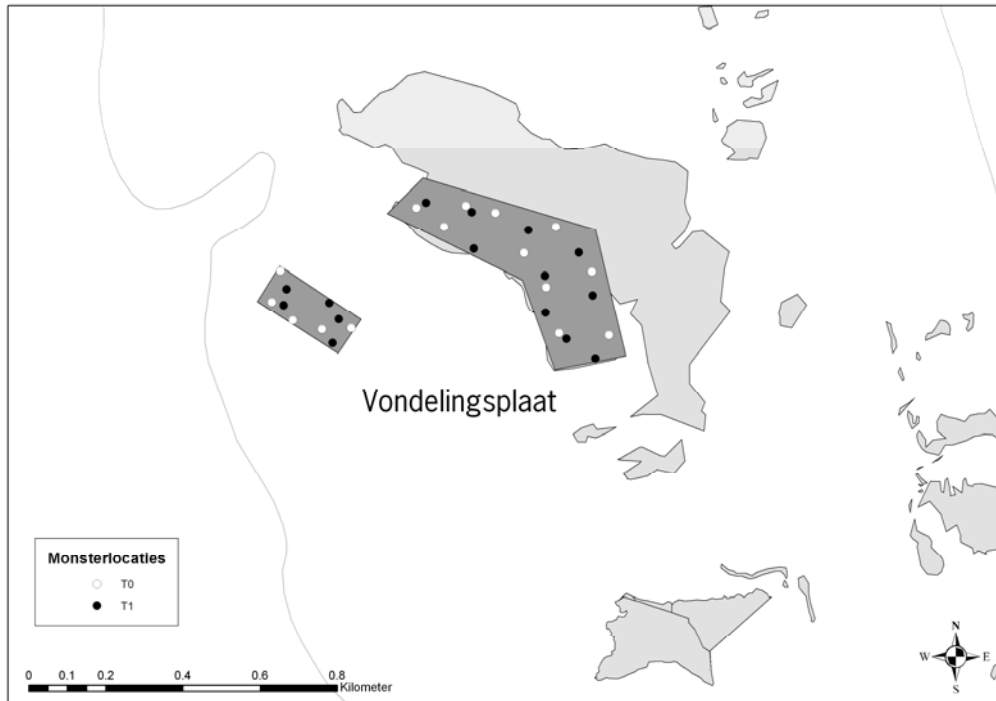 Vondelingsplaat
Monsterlocaties
T0
T1
0 0.1 0.2 0.4 0.6 0.8
Kilometer
N
W E
S